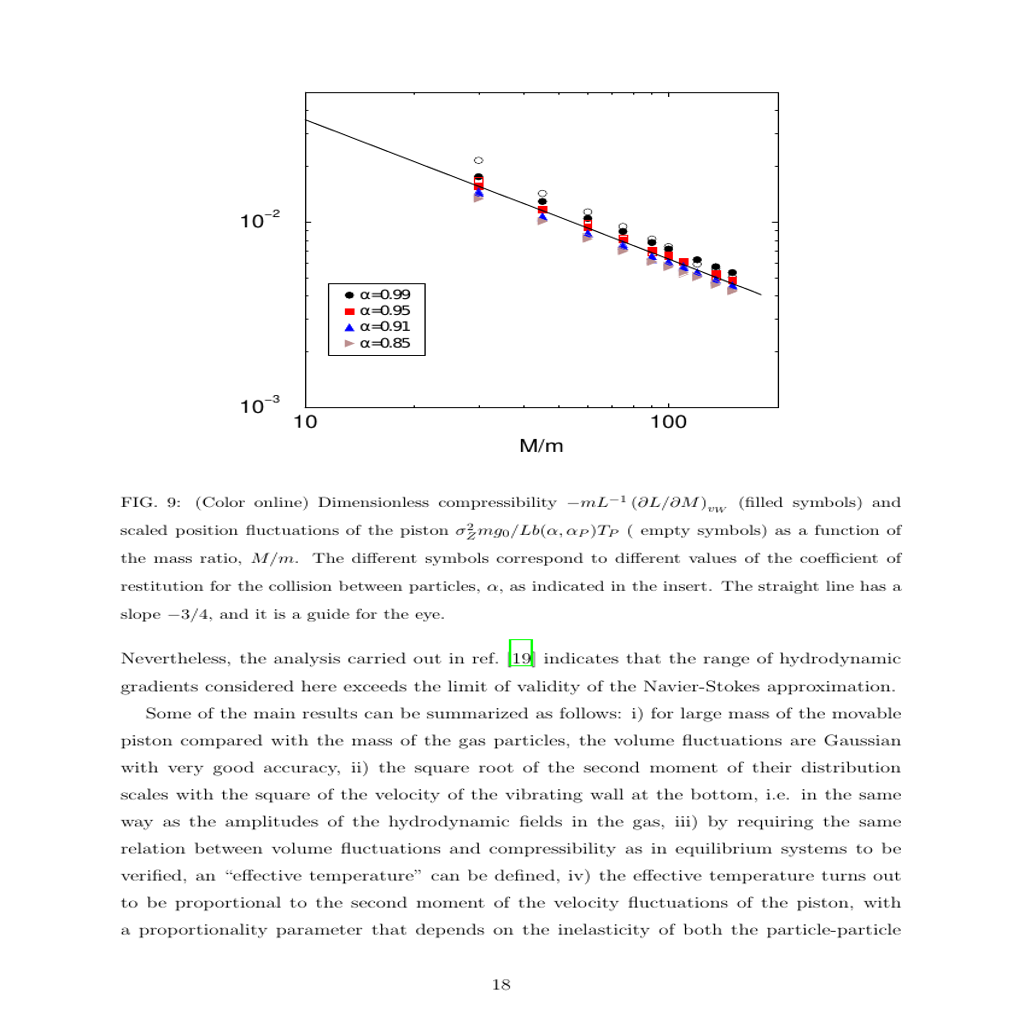 10⁻²
α=0.99
α=0.95
α=0.91
α=0.85
10⁻³
10
100
M/m
FIG. 9: (Color online) Dimensionless compressibility −mL⁻¹ (∂L/∂M)_{vW} (filled symbols) and
scaled position fluctuations of the piston σ²_Z mg₀/Lb(α, α_P)T_P ( empty symbols) as a function of
the mass ratio, M/m. The different symbols correspond to different values of the coefficient of
restitution for the collision between particles, α, as indicated in the insert. The straight line has a
slope −3/4, and it is a guide for the eye.
Nevertheless, the analysis carried out in ref. [19] indicates that the range of hydrodynamic
gradients considered here exceeds the limit of validity of the Navier-Stokes approximation.
Some of the main results can be summarized as follows: i) for large mass of the movable
piston compared with the mass of the gas particles, the volume fluctuations are Gaussian
with very good accuracy, ii) the square root of the second moment of their distribution
scales with the square of the velocity of the vibrating wall at the bottom, i.e. in the same
way as the amplitudes of the hydrodynamic fields in the gas, iii) by requiring the same
relation between volume fluctuations and compressibility as in equilibrium systems to be
verified, an “effective temperature” can be defined, iv) the effective temperature turns out
to be proportional to the second moment of the velocity fluctuations of the piston, with
a proportionality parameter that depends on the inelasticity of both the particle-particle
18